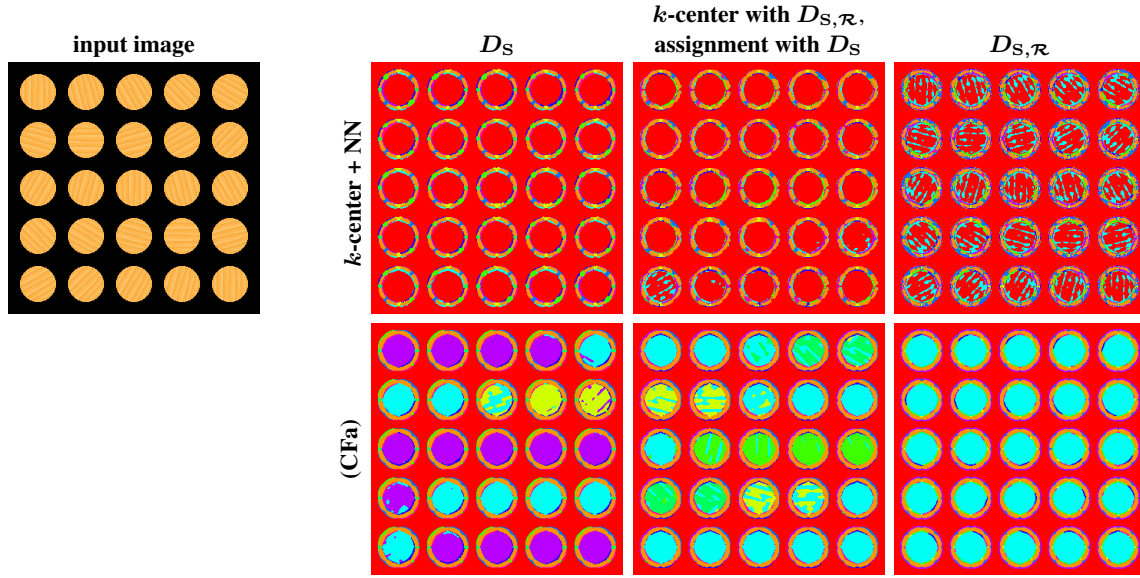 input image
D_S
k-center with D_{S,ℛ},
assignment with D_S
D_{S,ℛ}
k-center + NN
(CFa)